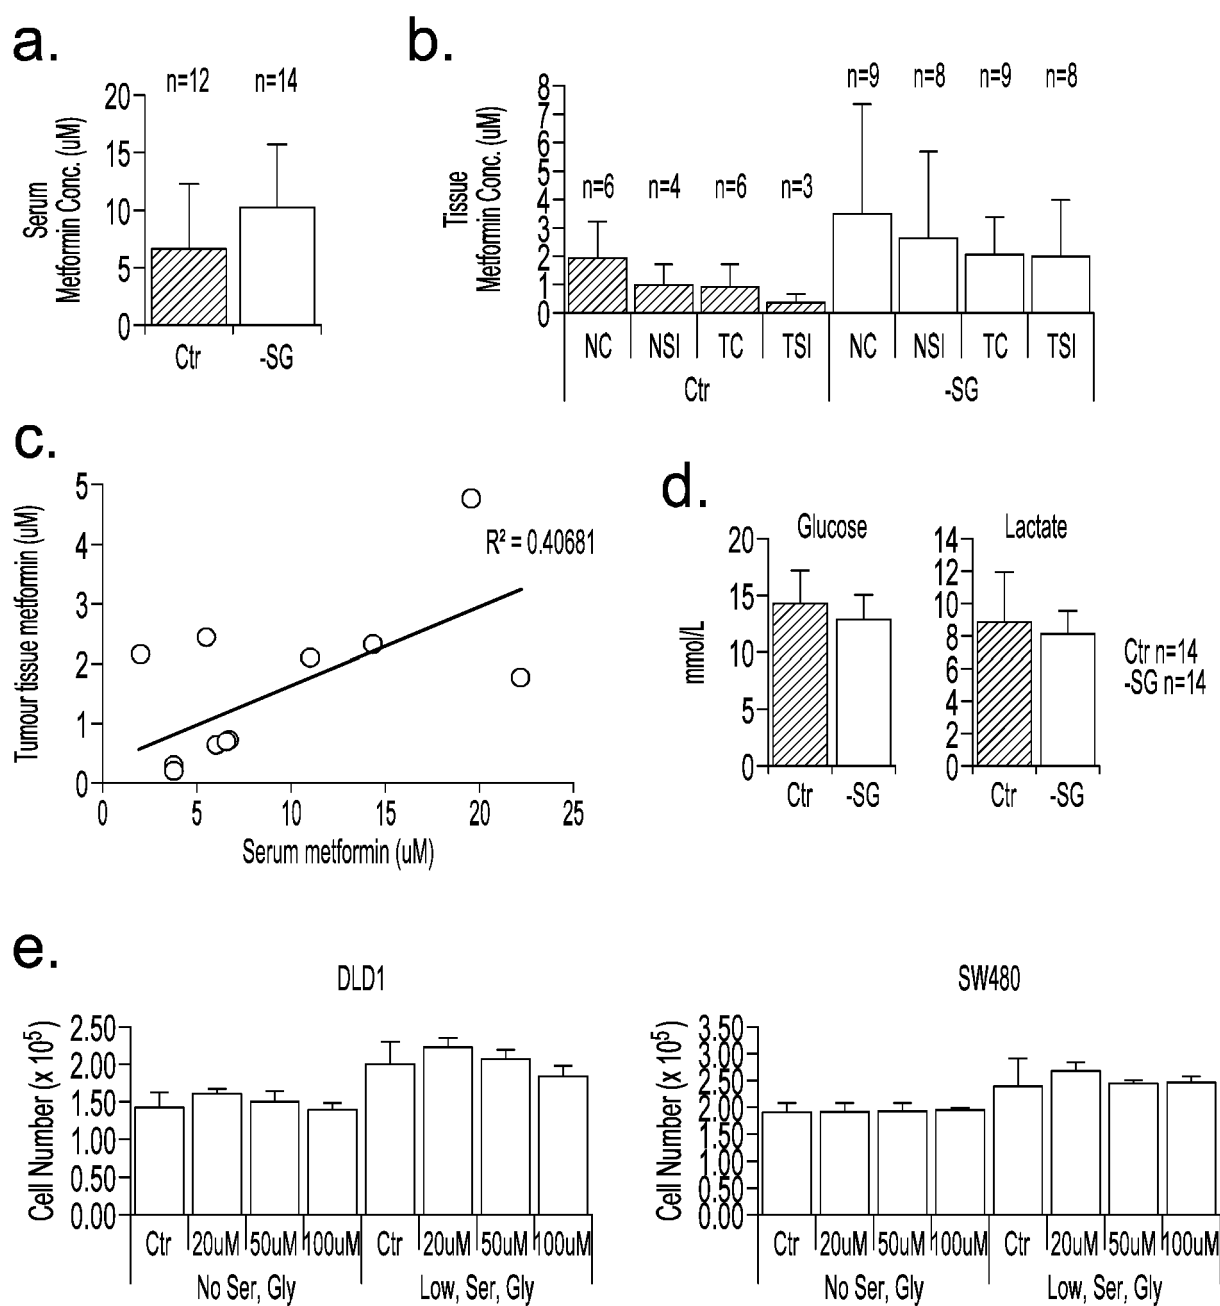 a.
n=12 n=14
Serum
Metformin Conc. (uM)
20
15
10
5
0
Ctr -SG
b.
n=9 n=8 n=9 n=8
n=6 n=4 n=6 n=3
Tissue
Metformin Conc. (uM)
8
7
6
5
4
3
2
1
0
NC NSI TC TSI NC NSI TC TSI
Ctr -SG
c.
Tumour tissue metformin (uM)
5
4
3
2
1
0
R² = 0.40681
0 5 10 15 20 25
Serum metformin (uM)
d.
Glucose
mmol/L
20
15
10
5
0
Ctr -SG
Lactate
14
12
10
8
6
4
2
0
Ctr -SG
Ctr n=14
-SG n=14
e.
DLD1
Cell Number (x 10⁵)
2.50
2.00
1.50
1.00
0.50
0.00
Ctr 20uM 50uM 100uM Ctr 20uM 50uM 100uM
No Ser, Gly Low, Ser, Gly
SW480
Cell Number (x 10⁵)
3.50
3.00
2.50
2.00
1.50
1.00
0.50
0.00
Ctr 20uM 50uM 100uM Ctr 20uM 50uM 100uM
No Ser, Gly Low, Ser, Gly